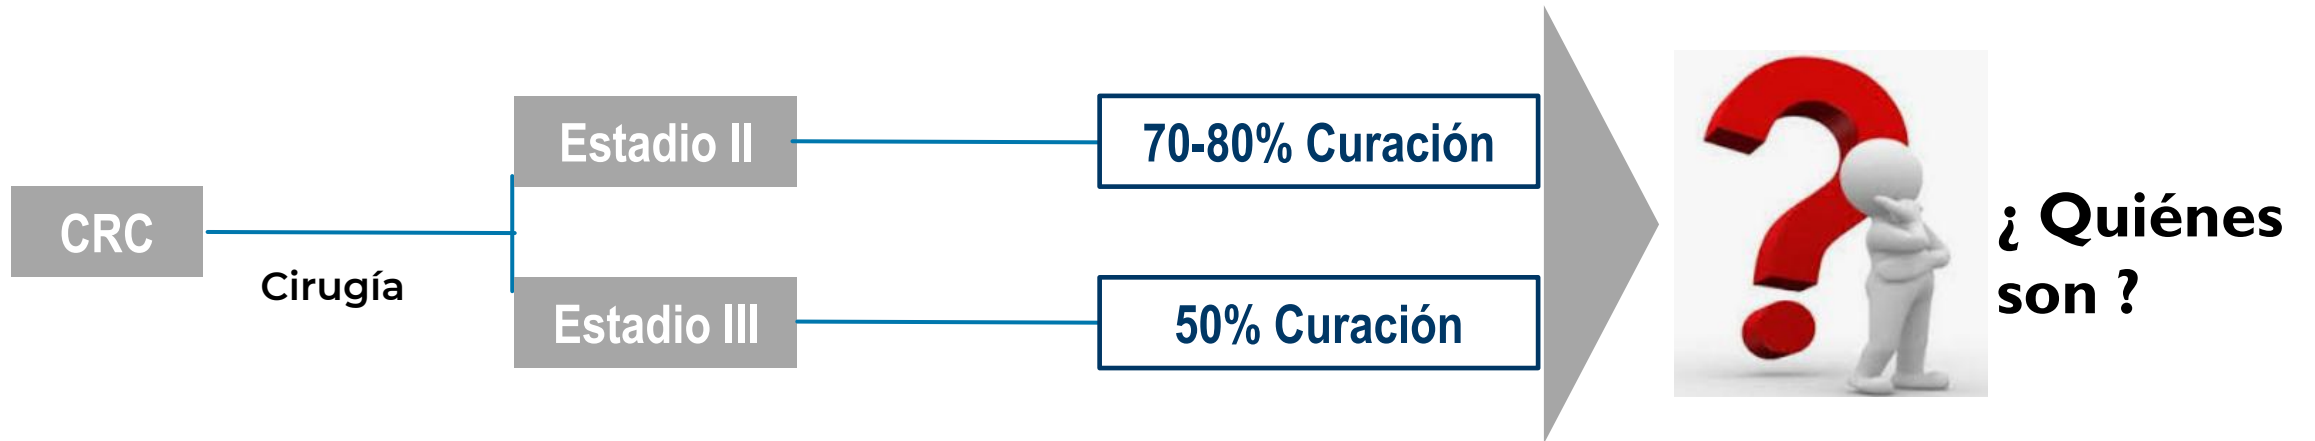 CRC
Cirugía
Estadio II
70-80% Curación
Estadio III
50% Curación
¿ Quiénes
son ?